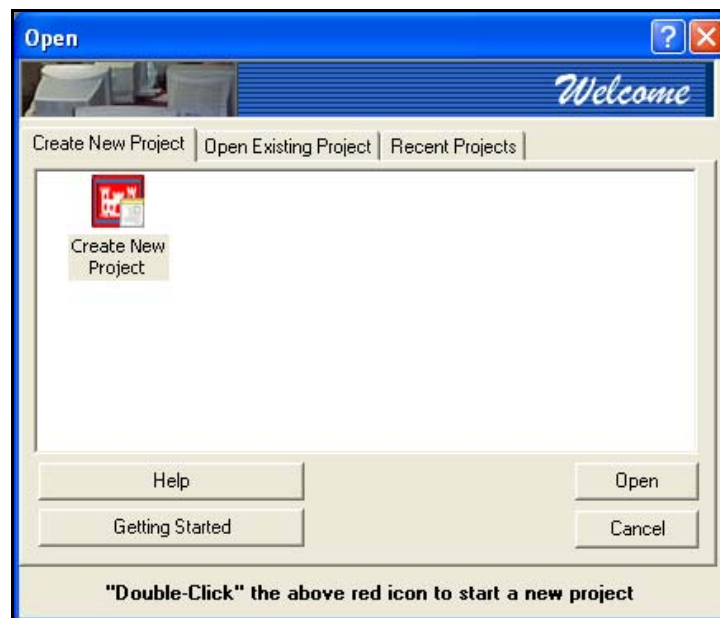 Open
Welcome
Create New Project
Open Existing Project
Recent Projects
Create New
Project
Help
Open
Getting Started
Cancel
"Double-Click" the above red icon to start a new project